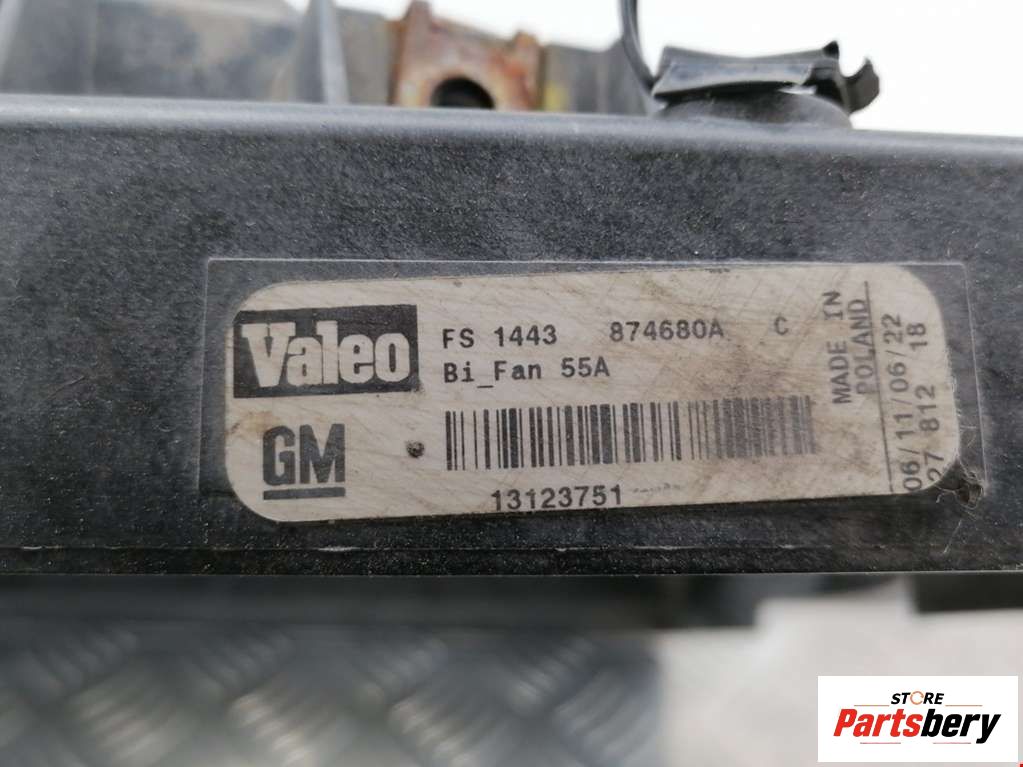 Valeo
FS 1443 874680A C
Bi_Fan 55A
GM
13123751
MADE IN
POLAND
06/11/06/22
27 812 18
STORE
Partsbery